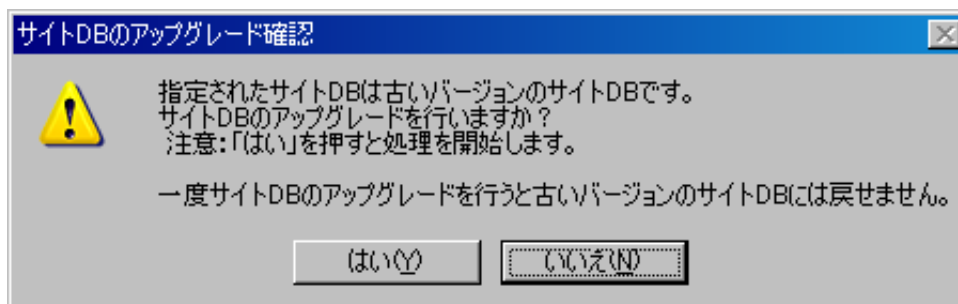 サイトDBのアップグレード確認
指定されたサイトDBは古いバージョンのサイトDBです。
サイトDBのアップグレードを行いますか？
注意：「はい」を押すと処理を開始します。
一度サイトDBのアップグレードを行うと古いバージョンのサイトDBには戻せません。
はい(Y)
いいえ(N)